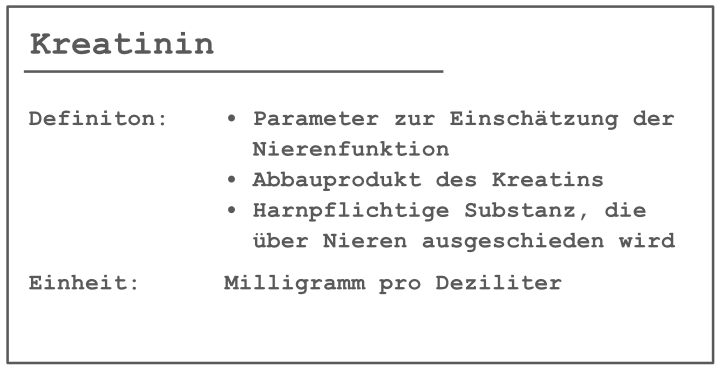 Kreatinin
Definiton: • Parameter zur Einschätzung der
Nierenfunktion
• Abbauprodukt des Kreatins
• Harnpflichtige Substanz, die
über Nieren ausgeschieden wird
Einheit: Milligramm pro Deziliter